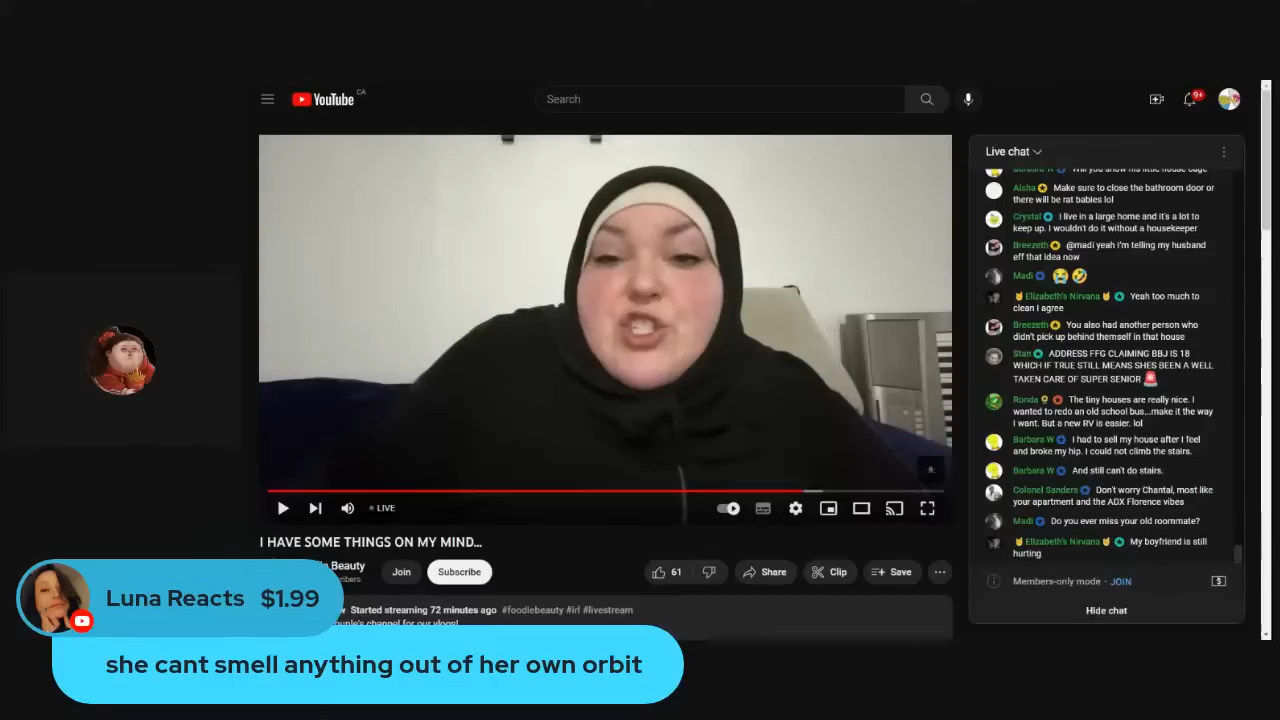 YouTube CA
Search
9+
Live chat
Aisha Make sure to close the bathroom door or
there will be rat babies lol
Crystal I live in a large home and it's a lot to
keep up. I wouldn't do it without a housekeeper
Breezeth @madi yeah I'm telling my husband
eff that idea now
Madi 😭🤣
🤘Elizabeth's Nirvana🤘 Yeah too much to
clean I agree
Breezeth You also had another person who
didn't pick up behind themself in that house
Stan ADDRESS FFG CLAIMING BBJ IS 18
WHICH IF TRUE STILL MEANS SHES BEEN A WELL
TAKEN CARE OF SUPER SENIOR 🚨
Ronda The tiny houses are really nice. I
wanted to redo an old school bus...make it the way
I want. But a new RV is easier. lol
Barbara W I had to sell my house after I feel
and broke my hip. I could not climb the stairs.
Barbara W And still can't do stairs.
Colonel Sanders Don't worry Chantal, most like
your apartment and the ADX Florence vibes
Madi Do you ever miss your old roommate?
🤘Elizabeth's Nirvana🤘 My boyfriend is still
hurting
Members-only mode - JOIN
Hide chat
LIVE
I HAVE SOME THINGS ON MY MIND...
Beauty
Join
Subscribe
61
Share
Clip
Save
Started streaming 72 minutes ago #foodiebeauty #irl #livestream
channel for our vlogs!
Luna Reacts $1.99
she cant smell anything out of her own orbit